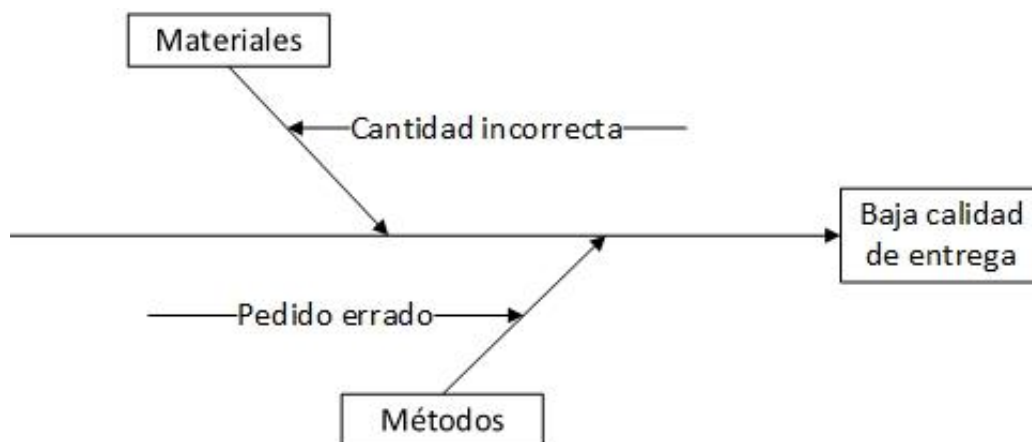 Materiales
Cantidad incorrecta
Baja calidad
de entrega
Pedido errado
Métodos